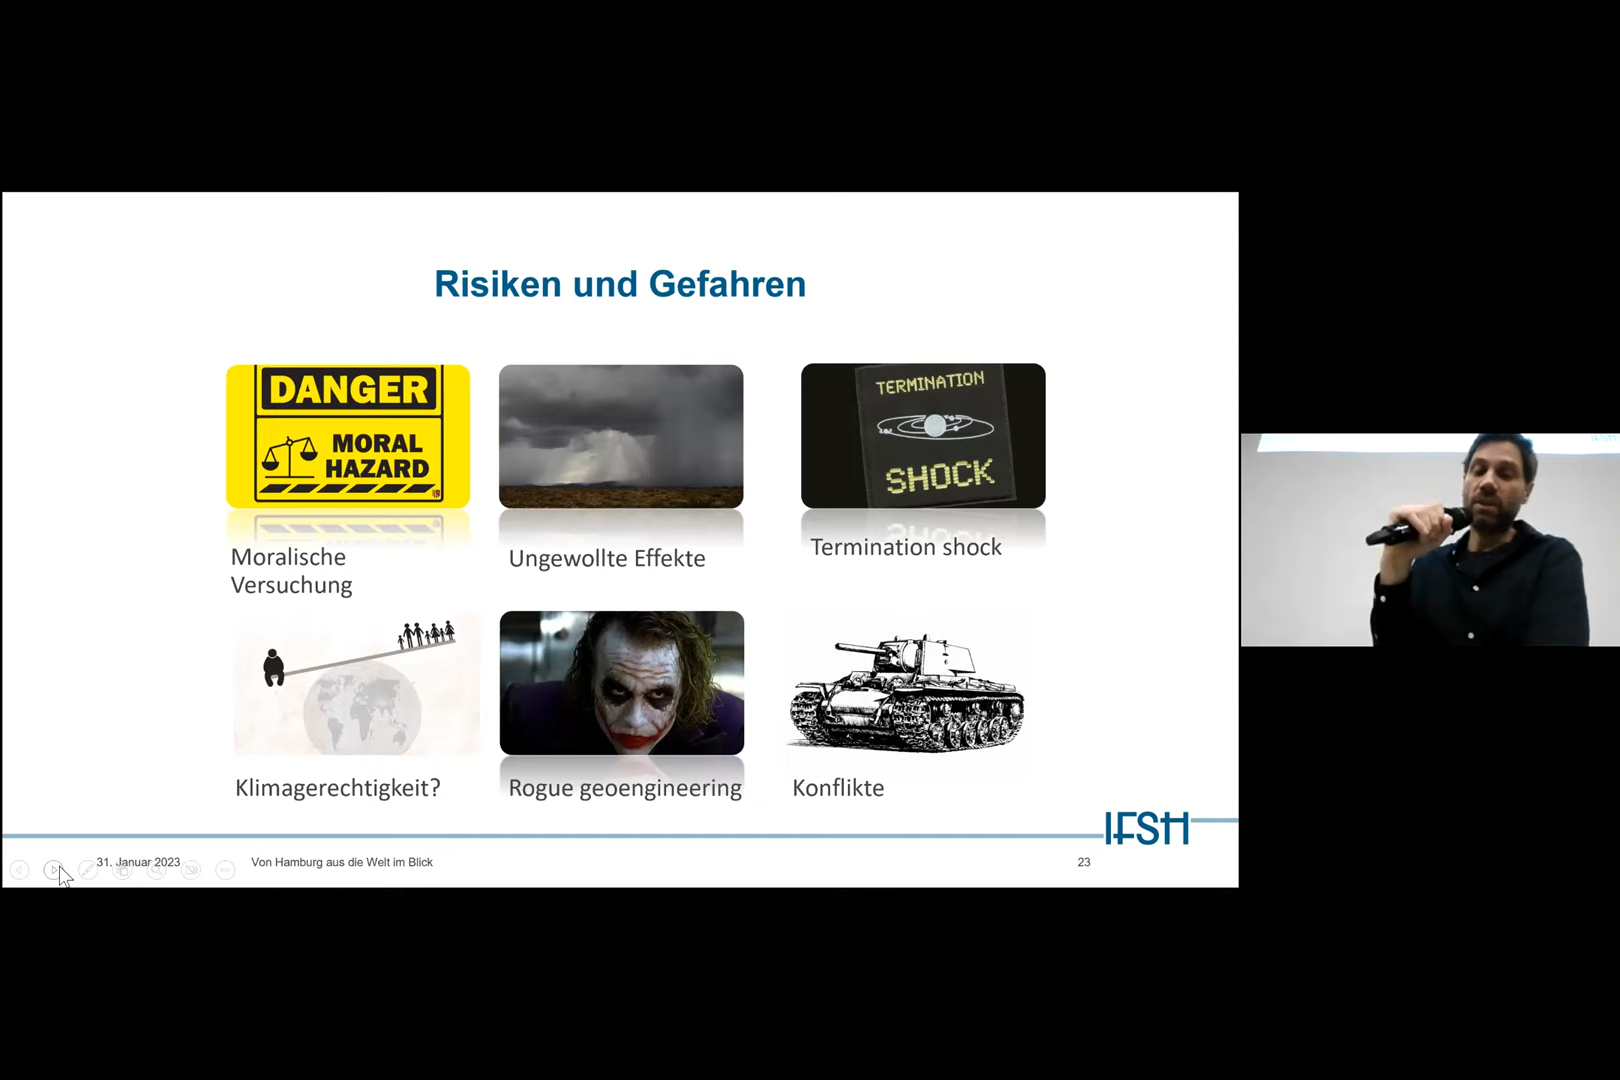 Risiken und Gefahren
DANGER
MORAL
HAZARD
TERMINATION
SHOCK
Moralische
Versuchung
Ungewollte Effekte
Termination shock
Klimagerechtigkeit?
Rogue geoengineering
Konflikte
IFSH
31. Januar 2023
Von Hamburg aus die Welt im Blick
23